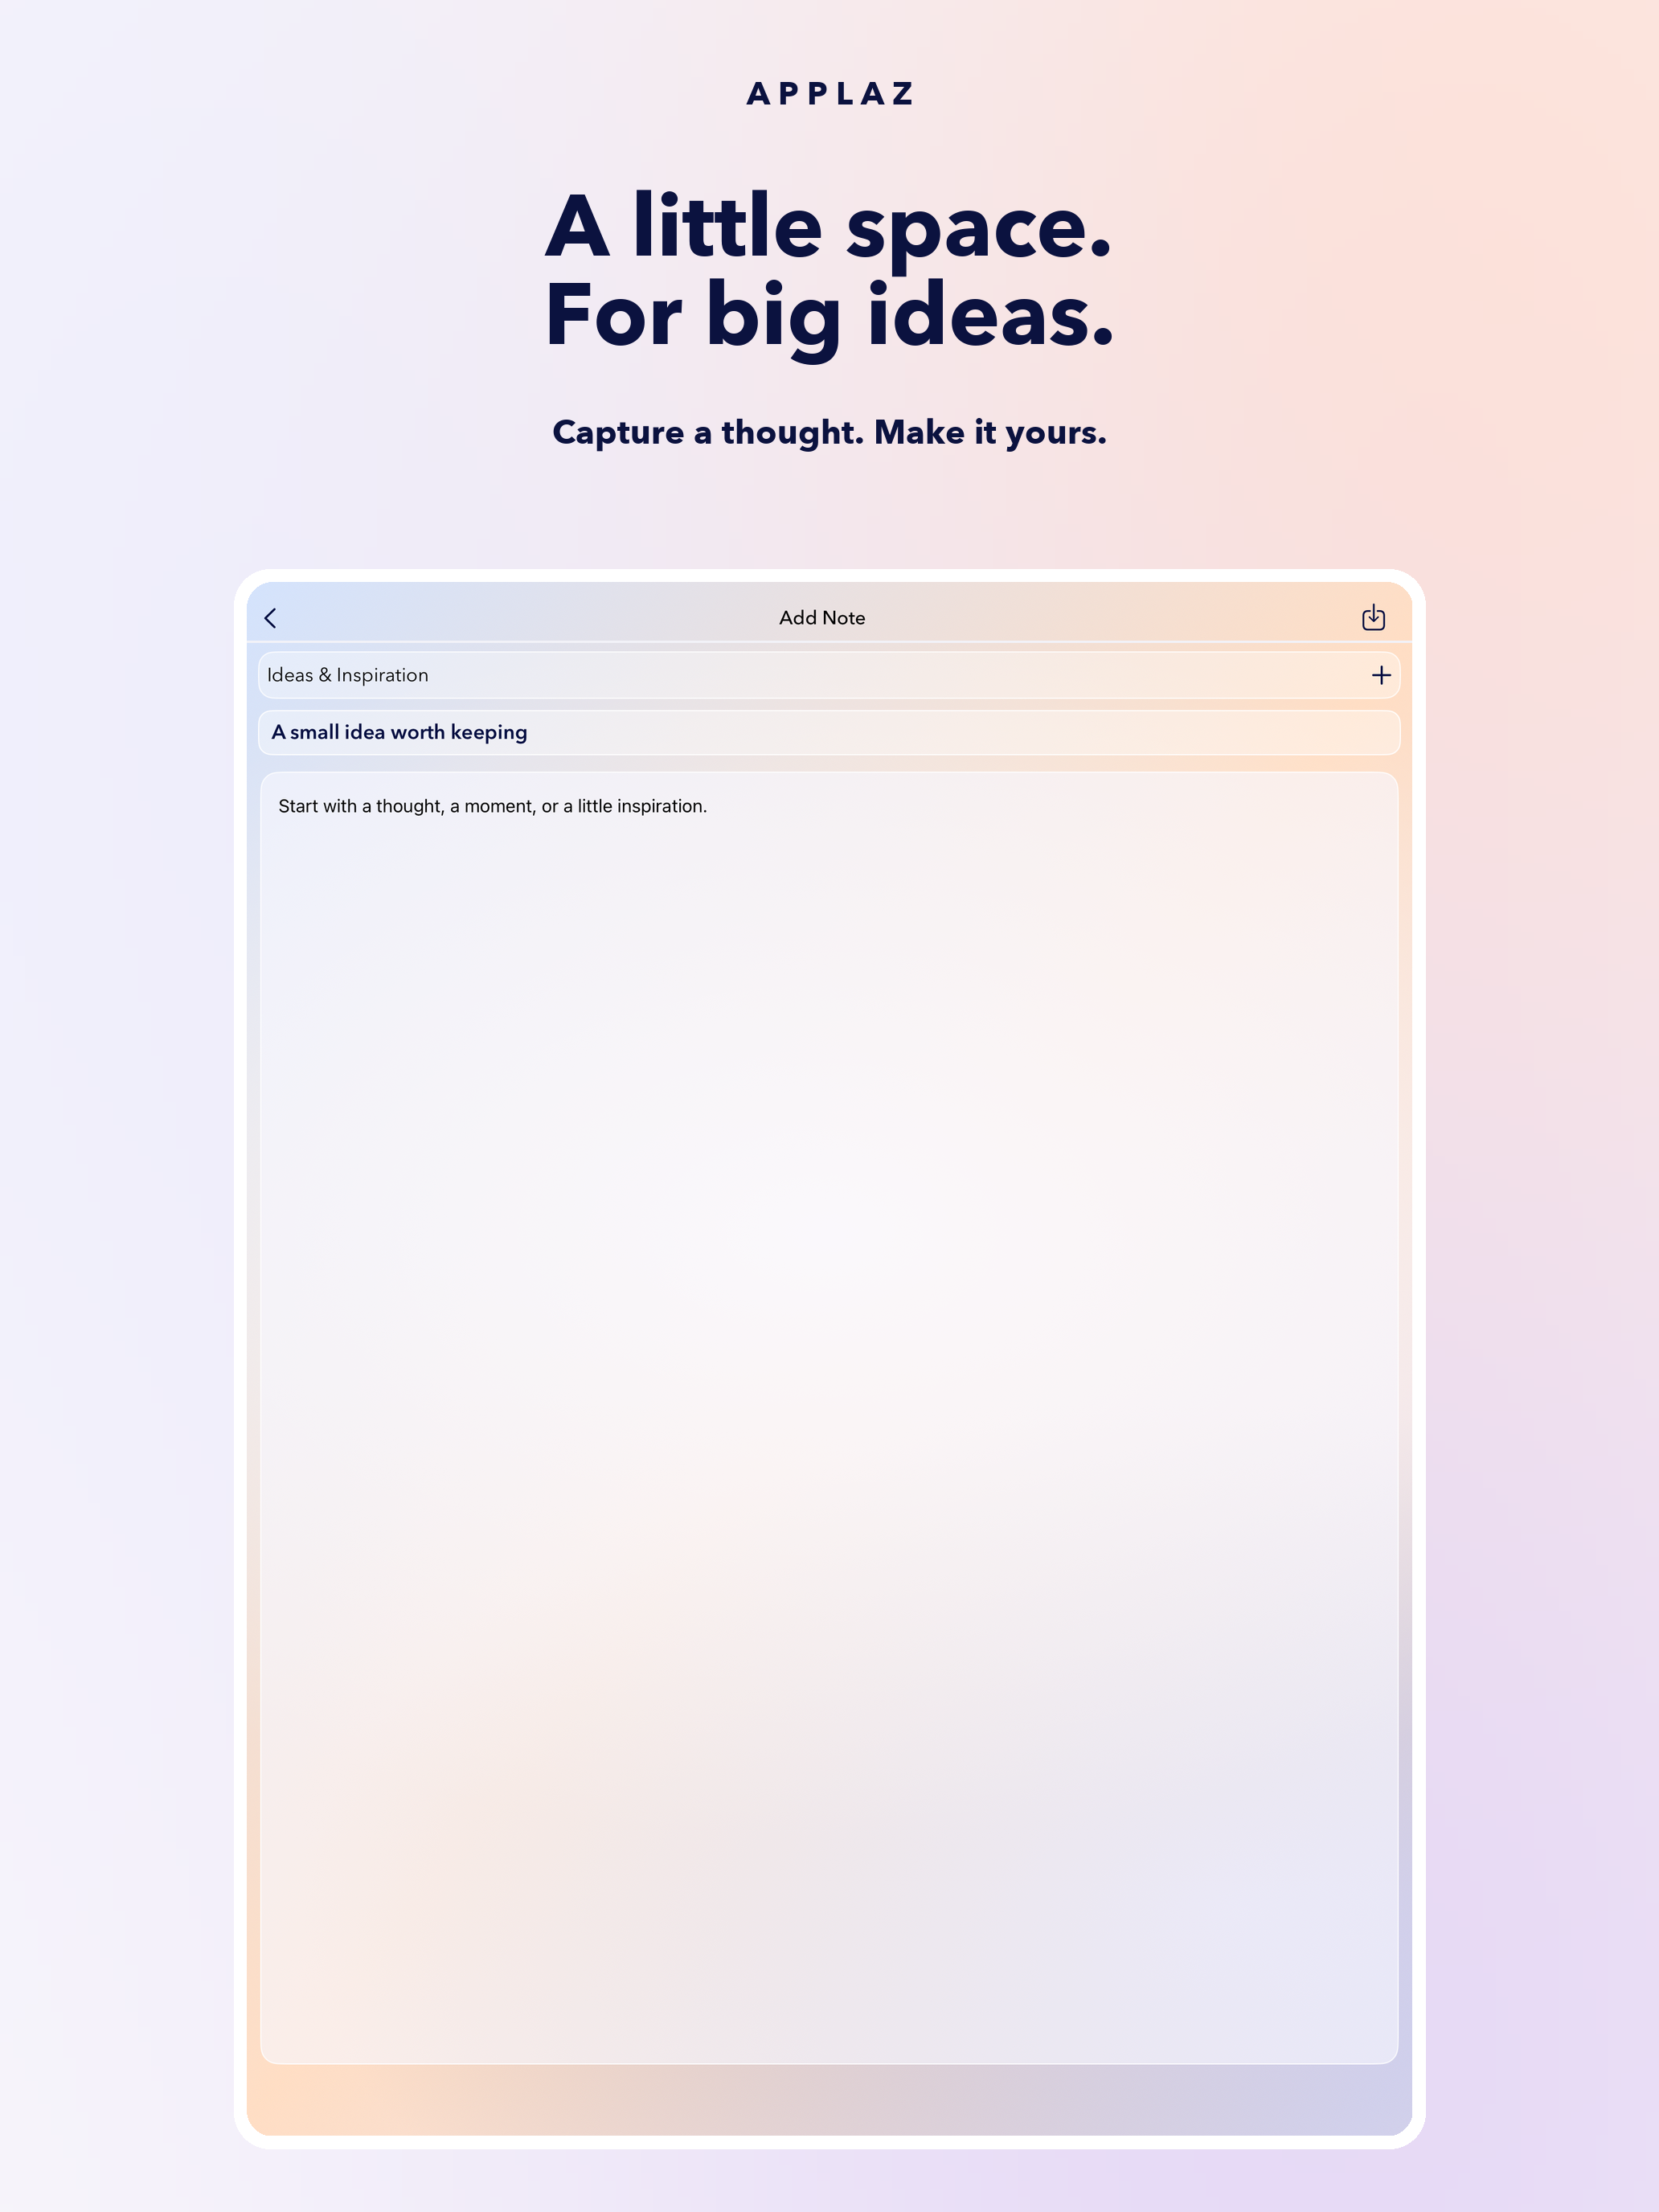 APPLAZ
A little space.
For big ideas.
Capture a thought. Make it yours.
Add Note
Ideas & Inspiration
A small idea worth keeping
Start with a thought, a moment, or a little inspiration.